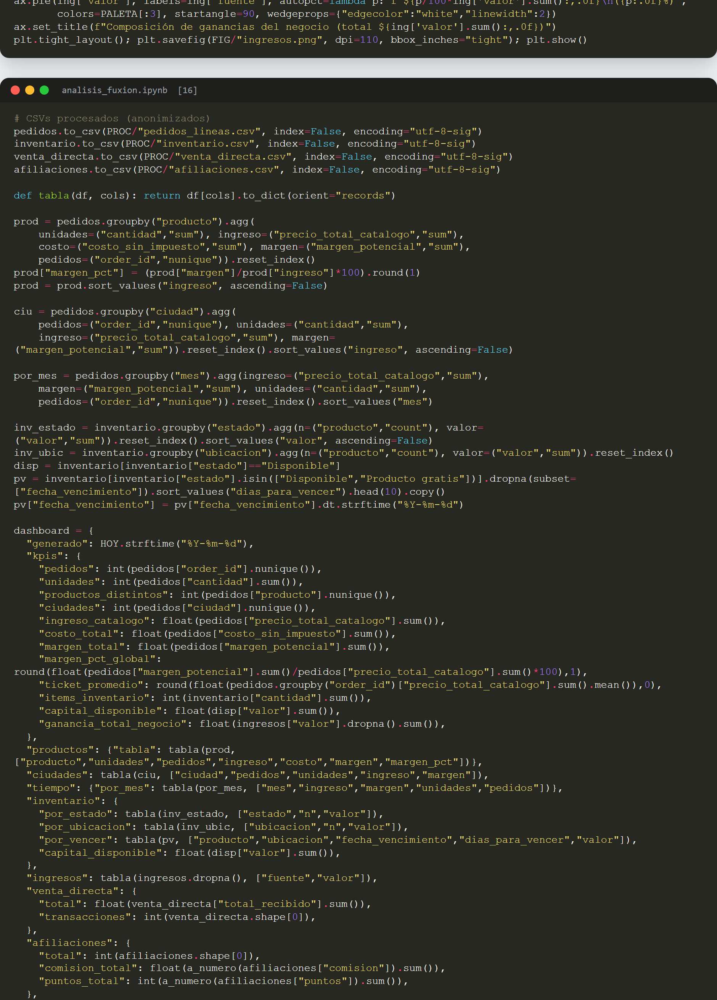 ax.pie(ing["valor"], labels=ing["fuente"], autopct=lambda p: f"${p/100*ing['valor'].sum():,.0f}\n({p:.0f}%)",
       colors=PALETA[:3], startangle=90, wedgeprops={"edgecolor":"white","linewidth":2})
ax.set_title(f"Composición de ganancias del negocio (total ${ing['valor'].sum():,.0f})")
plt.tight_layout(); plt.savefig(FIG/"ingresos.png", dpi=110, bbox_inches="tight"); plt.show()
analisis_fuxion.ipynb [16]
# CSVs procesados (anonimizados)
pedidos.to_csv(PROC/"pedidos_lineas.csv", index=False, encoding="utf-8-sig")
inventario.to_csv(PROC/"inventario.csv", index=False, encoding="utf-8-sig")
venta_directa.to_csv(PROC/"venta_directa.csv", index=False, encoding="utf-8-sig")
afiliaciones.to_csv(PROC/"afiliaciones.csv", index=False, encoding="utf-8-sig")
def tabla(df, cols): return df[cols].to_dict(orient="records")
prod = pedidos.groupby("producto").agg(
    unidades=("cantidad","sum"), ingreso=("precio_total_catalogo","sum"),
    costo=("costo_sin_impuesto","sum"), margen=("margen_potencial","sum"),
    pedidos=("order_id","nunique")).reset_index()
prod["margen_pct"] = (prod["margen"]/prod["ingreso"]*100).round(1)
prod = prod.sort_values("ingreso", ascending=False)
ciu = pedidos.groupby("ciudad").agg(
    pedidos=("order_id","nunique"), unidades=("cantidad","sum"),
    ingreso=("precio_total_catalogo","sum"), margen=
("margen_potencial","sum")).reset_index().sort_values("ingreso", ascending=False)
por_mes = pedidos.groupby("mes").agg(ingreso=("precio_total_catalogo","sum"),
    margen=("margen_potencial","sum"), unidades=("cantidad","sum"),
    pedidos=("order_id","nunique")).reset_index().sort_values("mes")
inv_estado = inventario.groupby("estado").agg(n=("producto","count"), valor=
("valor","sum")).reset_index().sort_values("valor", ascending=False)
inv_ubic = inventario.groupby("ubicacion").agg(n=("producto","count"), valor=("valor","sum")).reset_index()
disp = inventario[inventario["estado"]=="Disponible"]
pv = inventario[inventario["estado"].isin(["Disponible","Producto gratis"])].dropna(subset=
["fecha_vencimiento"]).sort_values("dias_para_vencer").head(10).copy()
pv["fecha_vencimiento"] = pv["fecha_vencimiento"].dt.strftime("%Y-%m-%d")
dashboard = {
  "generado": HOY.strftime("%Y-%m-%d"),
  "kpis": {
    "pedidos": int(pedidos["order_id"].nunique()),
    "unidades": int(pedidos["cantidad"].sum()),
    "productos_distintos": int(pedidos["producto"].nunique()),
    "ciudades": int(pedidos["ciudad"].nunique()),
    "ingreso_catalogo": float(pedidos["precio_total_catalogo"].sum()),
    "costo_total": float(pedidos["costo_sin_impuesto"].sum()),
    "margen_total": float(pedidos["margen_potencial"].sum()),
    "margen_pct_global":
round(float(pedidos["margen_potencial"].sum()/pedidos["precio_total_catalogo"].sum()*100),1),
    "ticket_promedio": round(float(pedidos.groupby("order_id")["precio_total_catalogo"].sum().mean()),0),
    "items_inventario": int(inventario["cantidad"].sum()),
    "capital_disponible": float(disp["valor"].sum()),
    "ganancia_total_negocio": float(ingresos["valor"].dropna().sum()),
  },
  "productos": {"tabla": tabla(prod,
["producto","unidades","pedidos","ingreso","costo","margen","margen_pct"])},
  "ciudades": tabla(ciu, ["ciudad","pedidos","unidades","ingreso","margen"]),
  "tiempo": {"por_mes": tabla(por_mes, ["mes","ingreso","margen","unidades","pedidos"])},
  "inventario": {
    "por_estado": tabla(inv_estado, ["estado","n","valor"]),
    "por_ubicacion": tabla(inv_ubic, ["ubicacion","n","valor"]),
    "por_vencer": tabla(pv, ["producto","ubicacion","fecha_vencimiento","dias_para_vencer","valor"]),
    "capital_disponible": float(disp["valor"].sum()),
  },
  "ingresos": tabla(ingresos.dropna(), ["fuente","valor"]),
  "venta_directa": {
    "total": float(venta_directa["total_recibido"].sum()),
    "transacciones": int(venta_directa.shape[0]),
  },
  "afiliaciones": {
    "total": int(afiliaciones.shape[0]),
    "comision_total": float(a_numero(afiliaciones["comision"]).sum()),
    "puntos_total": int(a_numero(afiliaciones["puntos"]).sum()),
  },